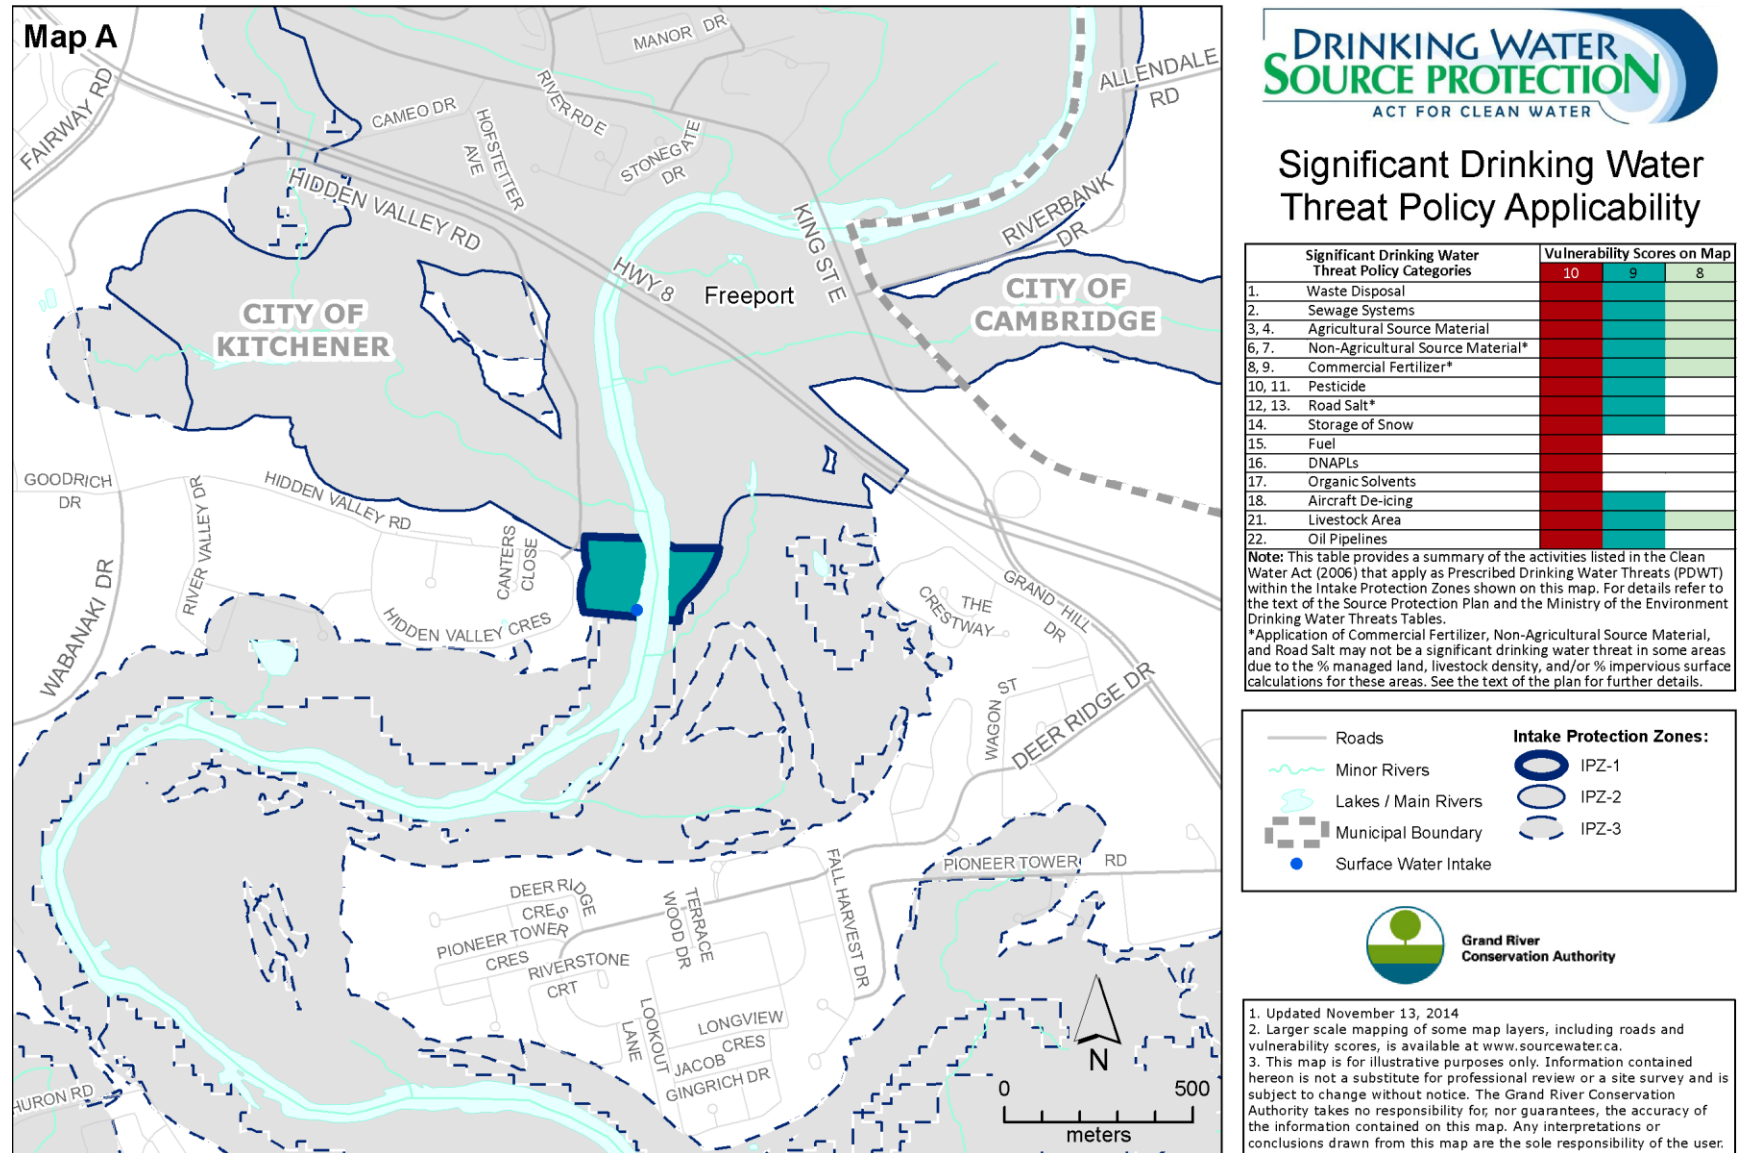 Map A
MANOR DR
ALLENDALE
RD
FAIRWAY RD
CAMEO DR
RIVER RD E
HOFSTETTER
AVE
STONEGATE
DR
HIDDEN VALLEY RD
KING ST E
RIVERBANK
DR
HWY 8
Freeport
CITY OF
KITCHENER
CITY OF
CAMBRIDGE
GOODRICH
DR
RIVER VALLEY DR
HIDDEN VALLEY RD
CANTERS
CLOSE
WABANAKI DR
HIDDEN VALLEY CRES
GRAND HILL
DR
THE
CRESTWAY
WAGON ST
DEER RIDGE DR
PIONEER TOWER RD
FALL HARVEST DR
DEER RIDGE
CRES
PIONEER TOWER
CRES
TERRACE
WOOD DR
RIVERSTONE
CRT
LOOKOUT
LANE
LONGVIEW
CRES
JACOB
GINGRICH DR
HURON RD
N
0 500
meters
DRINKING WATER
SOURCE PROTECTION
ACT FOR CLEAN WATER
Significant Drinking Water
Threat Policy Applicability
Significant Drinking Water
Threat Policy Categories
Vulnerability Scores on Map
10 9 8
1. Waste Disposal
2. Sewage Systems
3, 4. Agricultural Source Material
6, 7. Non-Agricultural Source Material*
8, 9. Commercial Fertilizer*
10, 11. Pesticide
12, 13. Road Salt*
14. Storage of Snow
15. Fuel
16. DNAPLs
17. Organic Solvents
18. Aircraft De-icing
21. Livestock Area
22. Oil Pipelines
Note: This table provides a summary of the activities listed in the Clean
Water Act (2006) that apply as Prescribed Drinking Water Threats (PDWT)
within the Intake Protection Zones shown on this map. For details refer to
the text of the Source Protection Plan and the Ministry of the Environment
Drinking Water Threats Tables.
*Application of Commercial Fertilizer, Non-Agricultural Source Material,
and Road Salt may not be a significant drinking water threat in some areas
due to the % managed land, livestock density, and/or % impervious surface
calculations for these areas. See the text of the plan for further details.
Roads
Minor Rivers
Lakes / Main Rivers
Municipal Boundary
Surface Water Intake
Intake Protection Zones:
IPZ-1
IPZ-2
IPZ-3
Grand River
Conservation Authority
1. Updated November 13, 2014
2. Larger scale mapping of some map layers, including roads and
vulnerability scores, is available at www.sourcewater.ca.
3. This map is for illustrative purposes only. Information contained
hereon is not a substitute for professional review or a site survey and is
subject to change without notice. The Grand River Conservation
Authority takes no responsibility for, nor guarantees, the accuracy of
the information contained on this map. Any interpretations or
conclusions drawn from this map are the sole responsibility of the user.